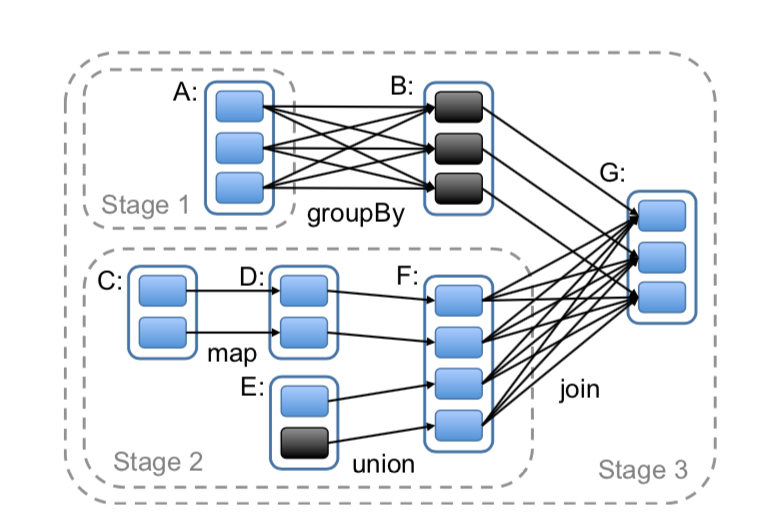 A:
B:
G:
Stage 1
groupBy
C:
D:
F:
map
E:
join
Stage 2
union
Stage 3